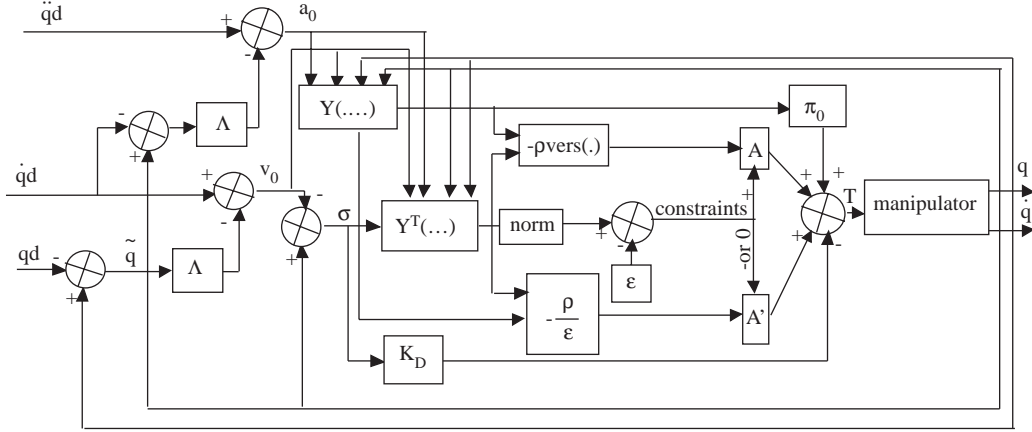 q̈d
+
-
a₀
Y(....)
π₀
Λ
-
+
-ρvers(.)
A
q̇d
+
-
v₀
-
+
σ
Yᵀ(...)
norm
+
-
constraints
+
-or 0
ε
+
+
+
-
T
manipulator
q
q̇
qd
-
+
q̃
Λ
-ρ/ε
A'
K_D